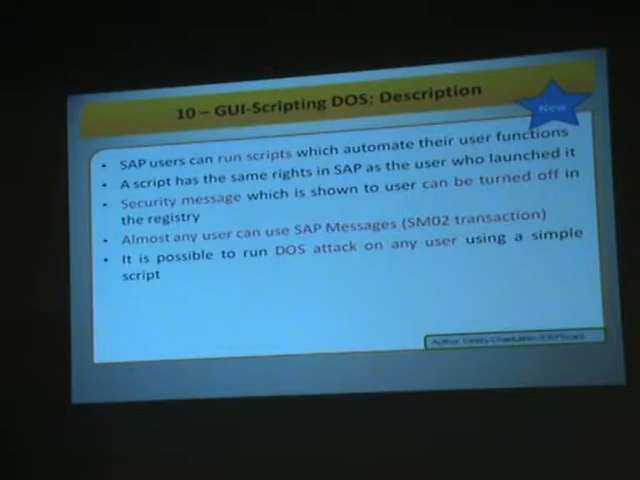 10 – GUI-Scripting DOS: Description
New
• SAP users can run scripts which automate their user functions
• A script has the same rights in SAP as the user who launched it
• Security message which is shown to user can be turned off in
the registry
• Almost any user can use SAP Messages (SM02 transaction)
• It is possible to run DOS attack on any user using a simple
script
Author: